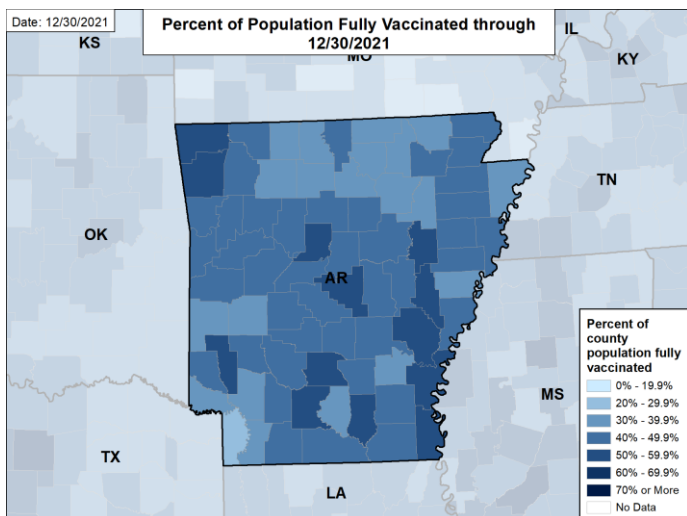 Date: 12/30/2021
Percent of Population Fully Vaccinated through
12/30/2021
KS
MO
IL
KY
TN
OK
AR
MS
TX
LA
Percent of
county
population fully
vaccinated
0% - 19.9%
20% - 29.9%
30% - 39.9%
40% - 49.9%
50% - 59.9%
60% - 69.9%
70% or More
No Data